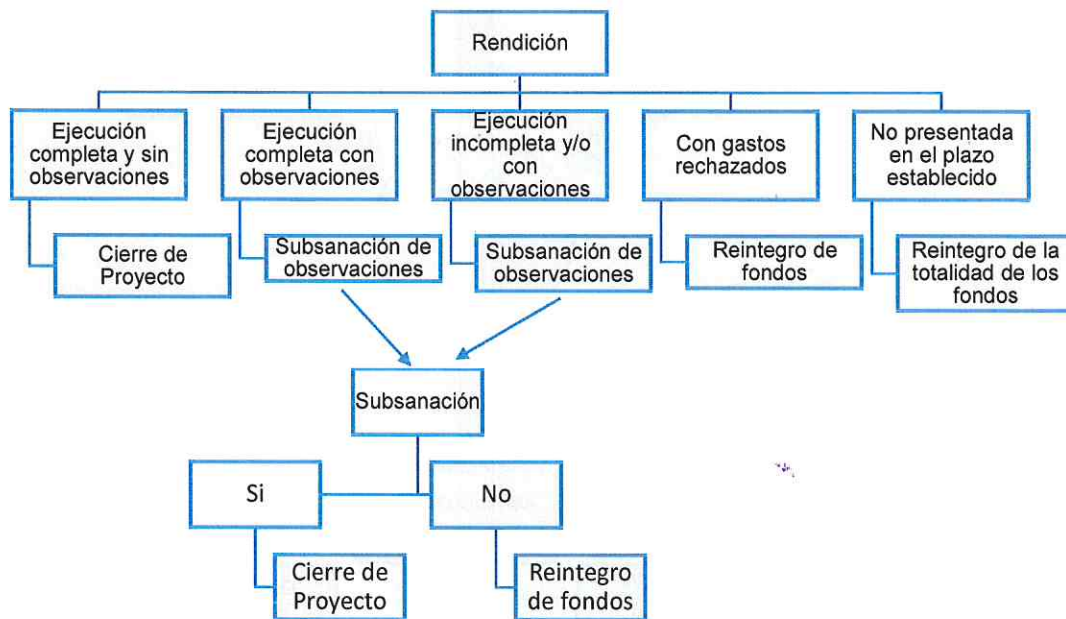 Rendición
Ejecución
completa y sin
observaciones
Ejecución
completa con
observaciones
Ejecución
incompleta y/o
con
observaciones
Con gastos
rechazados
No presentada
en el plazo
establecido
Cierre de
Proyecto
Subsanación de
observaciones
Subsanación de
observaciones
Reintegro de
fondos
Reintegro de la
totalidad de los
fondos
Subsanación
Si
No
Cierre de
Proyecto
Reintegro
de fondos